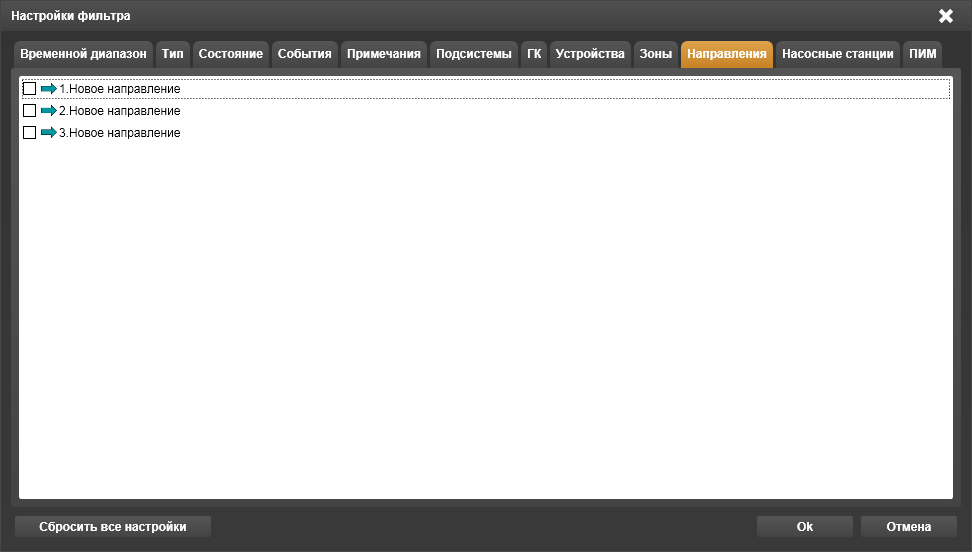 Настройки фильтра
Временной диапазон Тип Состояние События Примечания Подсистемы ГК Устройства Зоны Направления Насосные станции ПИМ
1.Новое направление
2.Новое направление
3.Новое направление
Сбросить все настройки Ok Отмена